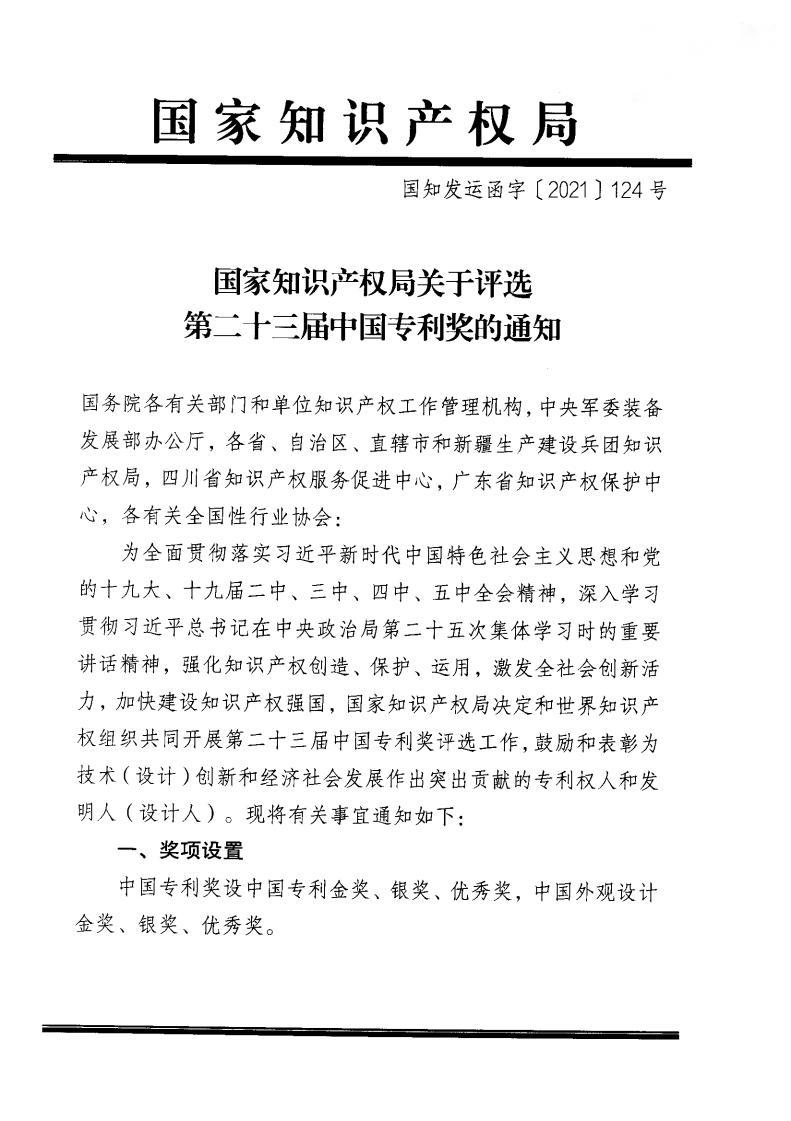 国家知识产权局
国知发运函字〔2021〕124号
国家知识产权局关于评选
第二十三届中国专利奖的通知
国务院各有关部门和单位知识产权工作管理机构，中央军委装备
发展部办公厅，各省、自治区、直辖市和新疆生产建设兵团知识
产权局，四川省知识产权服务促进中心，广东省知识产权保护中
心，各有关全国性行业协会：
为全面贯彻落实习近平新时代中国特色社会主义思想和党
的十九大、十九届二中、三中、四中、五中全会精神，深入学习
贯彻习近平总书记在中央政治局第二十五次集体学习时的重要
讲话精神，强化知识产权创造、保护、运用，激发全社会创新活
力，加快建设知识产权强国，国家知识产权局决定和世界知识产
权组织共同开展第二十三届中国专利奖评选工作，鼓励和表彰为
技术（设计）创新和经济社会发展作出突出贡献的专利权人和发
明人（设计人）。现将有关事宜通知如下：
一、奖项设置
中国专利奖设中国专利金奖、银奖、优秀奖，中国外观设计
金奖、银奖、优秀奖。